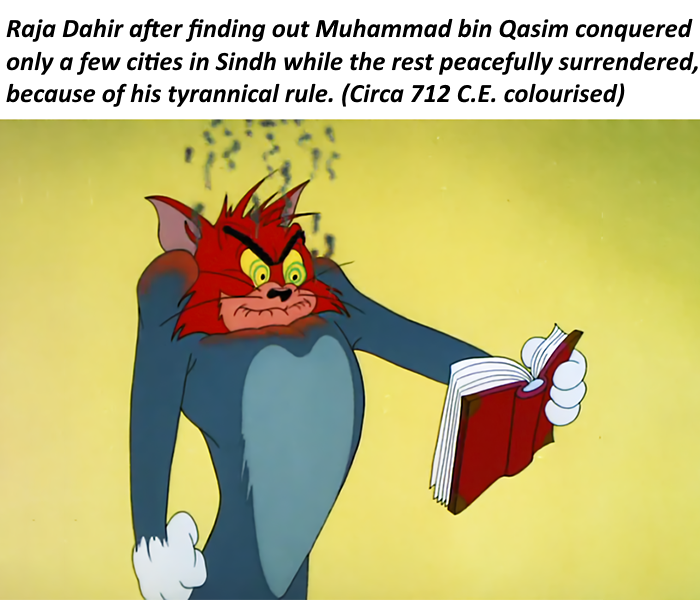 Raja Dahir after finding out Muhammad bin Qasim conquered
only a few cities in Sindh while the rest peacefully surrendered,
because of his tyrannical rule. (Circa 712 C.E. colourised)